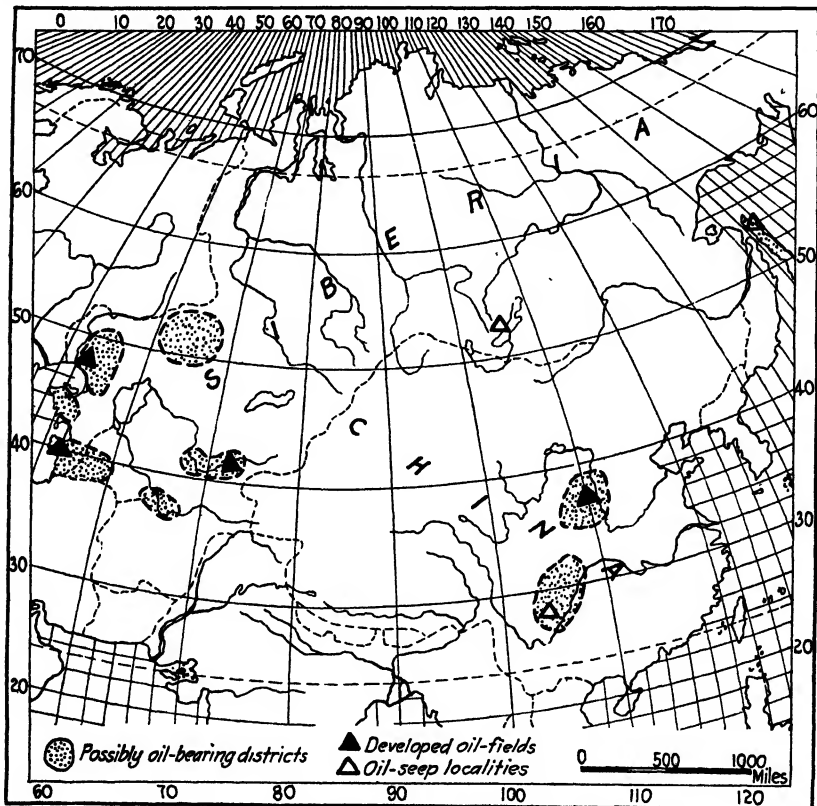 0 10 20 30 40 50 60 70 80 90 100 110 120 130 140 150 160 170
70 60 50 40 30 20
60 50 40 30 20
SIBERIA
CHINA
Possibly oil-bearing districts
▲ Developed oil-fields
△ Oil-seep localities
0 500 1000
Miles
60 70 80 90 100 110 120